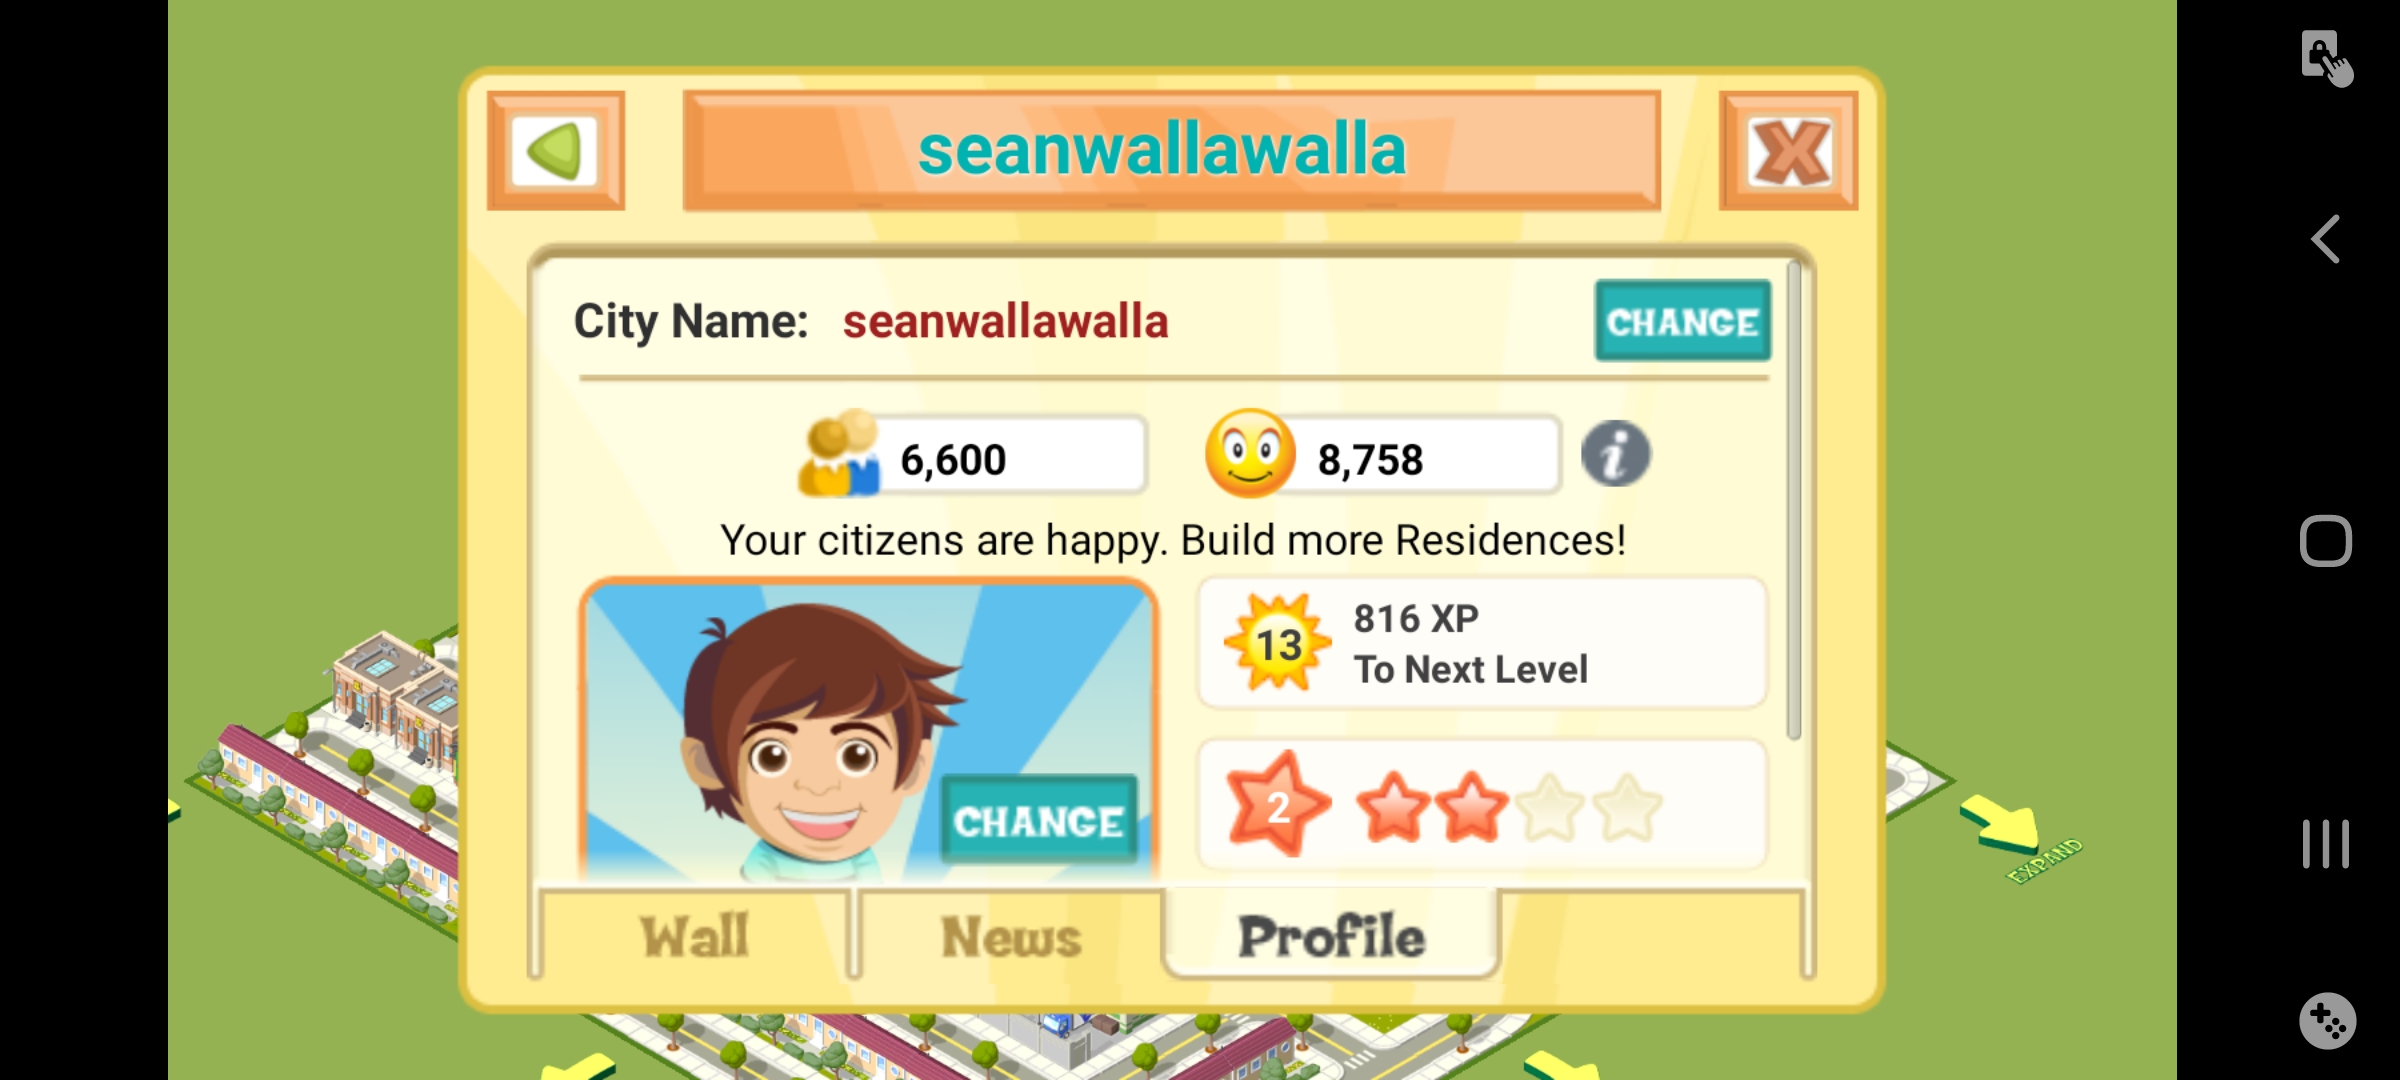 seanwallawalla
City Name: seanwallawalla
CHANGE
6,600
8,758
i
Your citizens are happy. Build more Residences!
13
816 XP
To Next Level
CHANGE
2
EXPAND
Wall
News
Profile